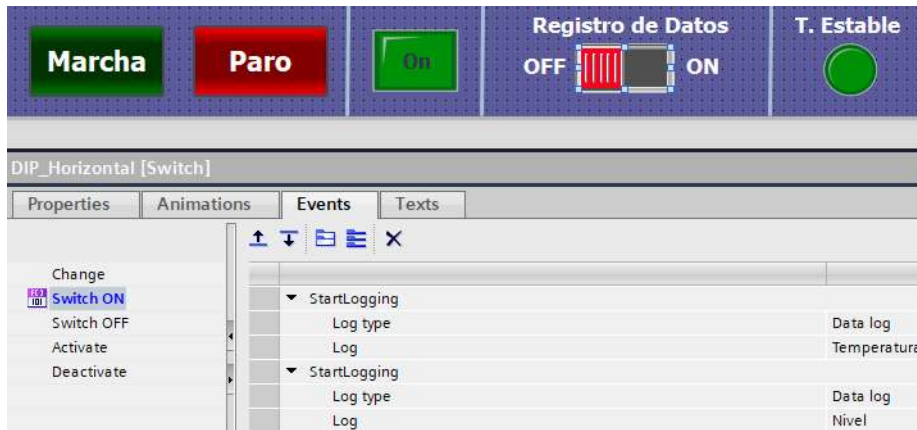 Registro de Datos T. Estable
Marcha Paro On OFF ON
DIP_Horizontal [Switch]
Properties Animations Events Texts
Change
Switch ON StartLogging
Switch OFF Log type Data log
Activate Log Temperatura
Deactivate StartLogging
Log type Data log
Log Nivel